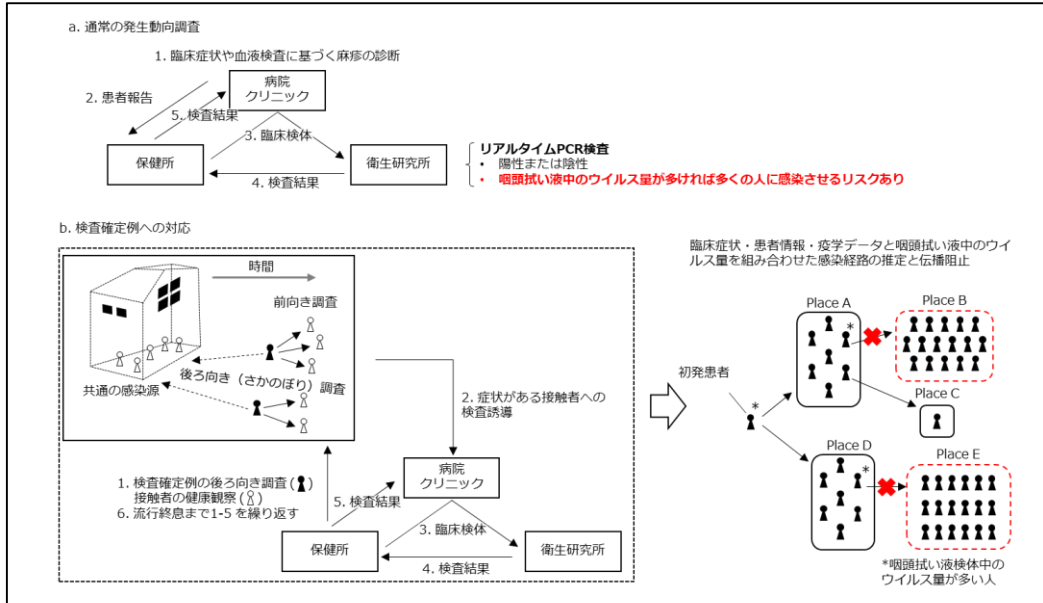 a. 通常の発生動向調査
1. 臨床症状や血液検査に基づく麻疹の診断
病院
クリニック
2. 患者報告
5. 検査結果
3. 臨床検体
保健所
衛生研究所
4. 検査結果
リアルタイムPCR検査
• 陽性または陰性
• 咽頭拭い液中のウイルス量が多ければ多くの人に感染させるリスクあり
b. 検査確定例への対応
時間
前向き調査
後ろ向き（さかのぼり）調査
共通の感染源
2. 症状がある接触者への
検査誘導
1. 検査確定例の後ろ向き調査( )
接触者の健康観察( )
6. 流行終息まで1-5 を繰り返す
病院
クリニック
5. 検査結果
3. 臨床検体
保健所
衛生研究所
4. 検査結果
臨床症状・患者情報・疫学データと咽頭拭い液中のウイ
ルス量を組み合わせた感染経路の推定と伝播阻止
Place A
Place B
*
初発患者
*
Place C
Place D
Place E
*
*咽頭拭い液検体中の
ウイルス量が多い人